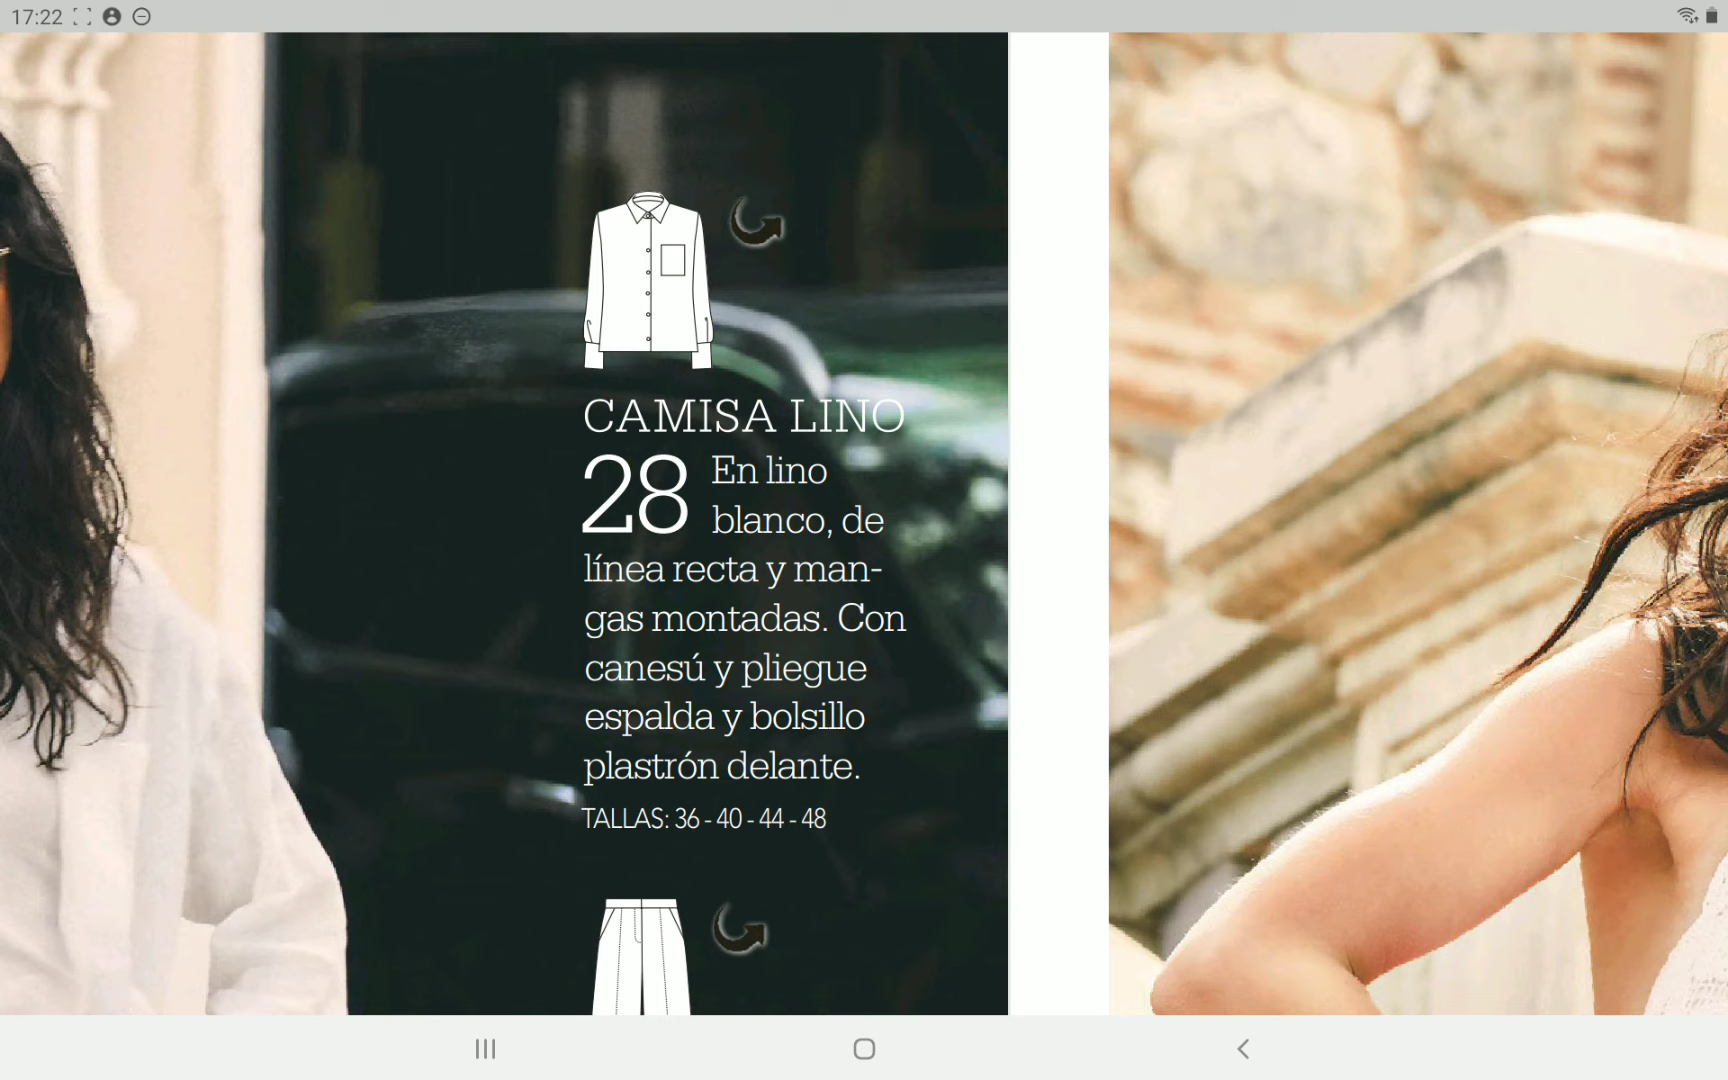 17:22
CAMISA LINO
28 En lino
blanco, de
línea recta y man-
gas montadas. Con
canesú y pliegue
espalda y bolsillo
plastrón delante.
TALLAS: 36 - 40 - 44 - 48